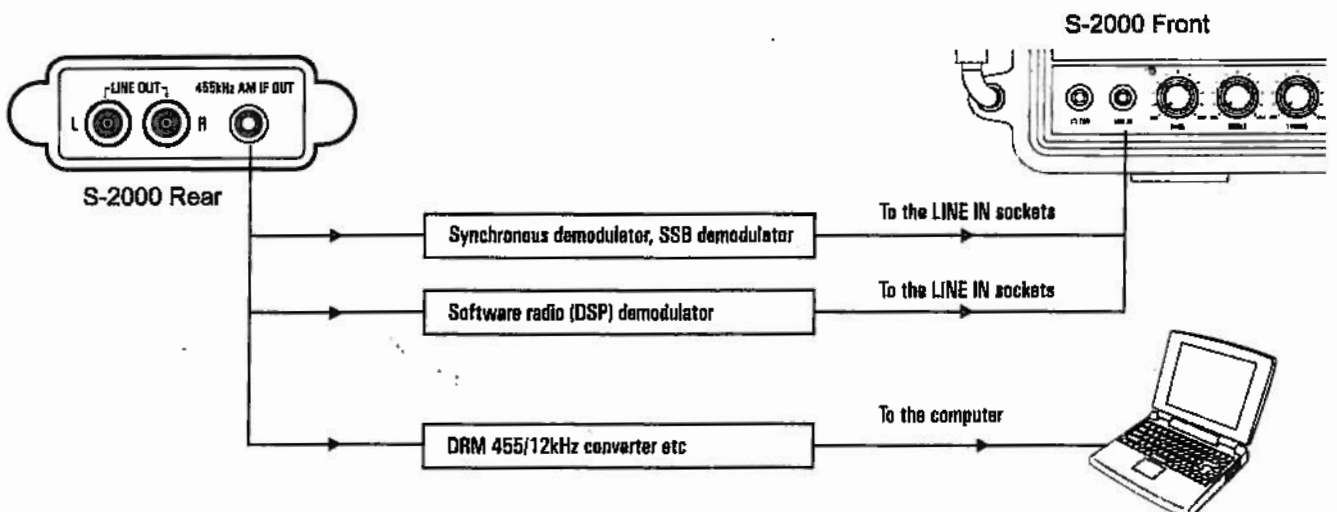 S-2000 Front
LINE OUT
455kHz AM IF OUT
L
R
S-2000 Rear
To the LINE IN sockets
Synchronous demodulator, SSB demodulator
To the LINE IN sockets
Software radio (DSP) demodulator
To the computer
DRM 455/12kHz converter etc